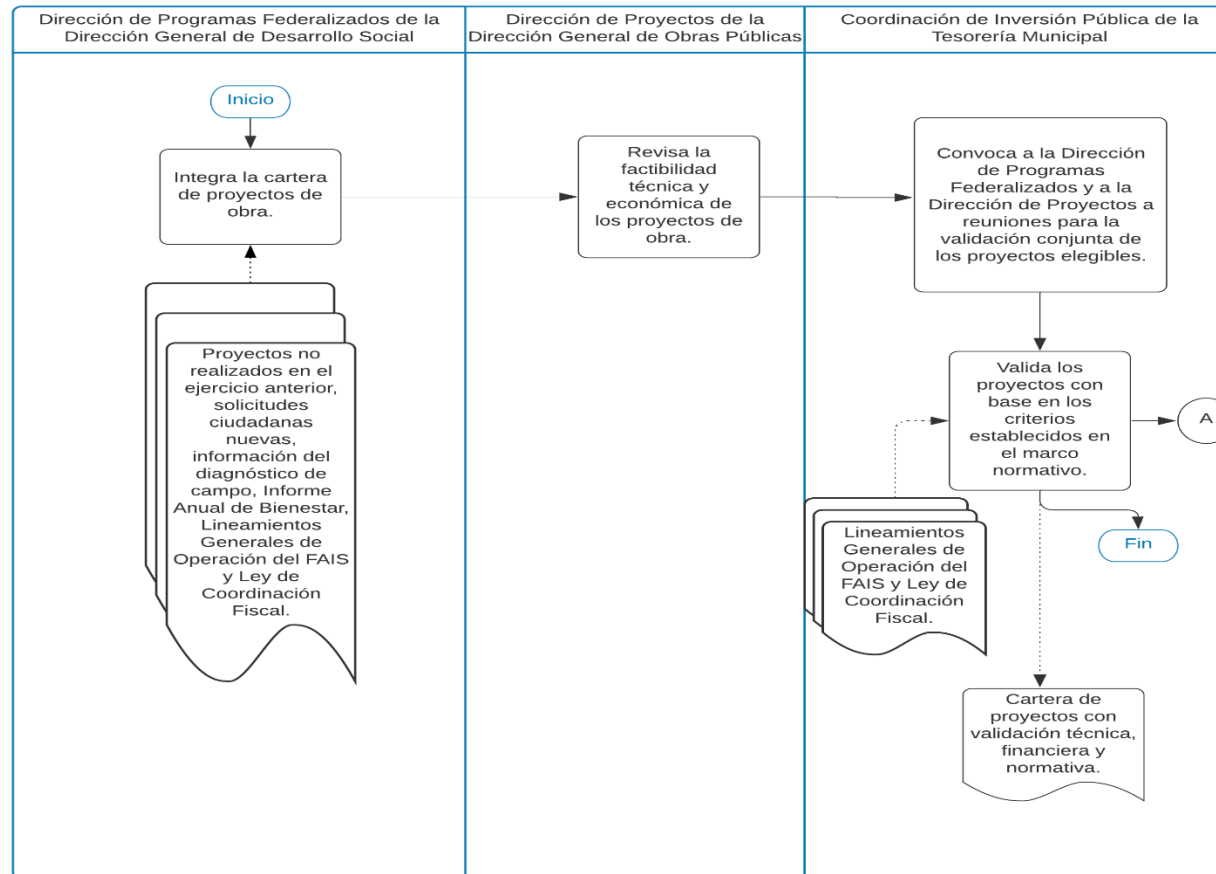 Dirección de Programas Federalizados de la
Dirección General de Desarrollo Social
Dirección de Proyectos de la
Dirección General de Obras Públicas
Coordinación de Inversión Pública de la
Tesorería Municipal
Inicio
Integra la cartera
de proyectos de
obra.
Revisa la
factibilidad
técnica y
económica de
los proyectos de
obra.
Convoca a la Dirección
de Programas
Federalizados y a la
Dirección de Proyectos a
reuniones para la
validación conjunta de
los proyectos elegibles.
Proyectos no
realizados en el
ejercicio anterior,
solicitudes
ciudadanas
nuevas,
información del
diagnóstico de
campo, Informe
Anual de Bienestar,
Lineamientos
Generales de
Operación del FAIS
y Ley de
Coordinación
Fiscal.
Valida los
proyectos con
base en los
criterios
establecidos en
el marco
normativo.
A
Lineamientos
Generales de
Operación del
FAIS y Ley de
Coordinación
Fiscal.
Fin
Cartera de
proyectos con
validación técnica,
financiera y
normativa.